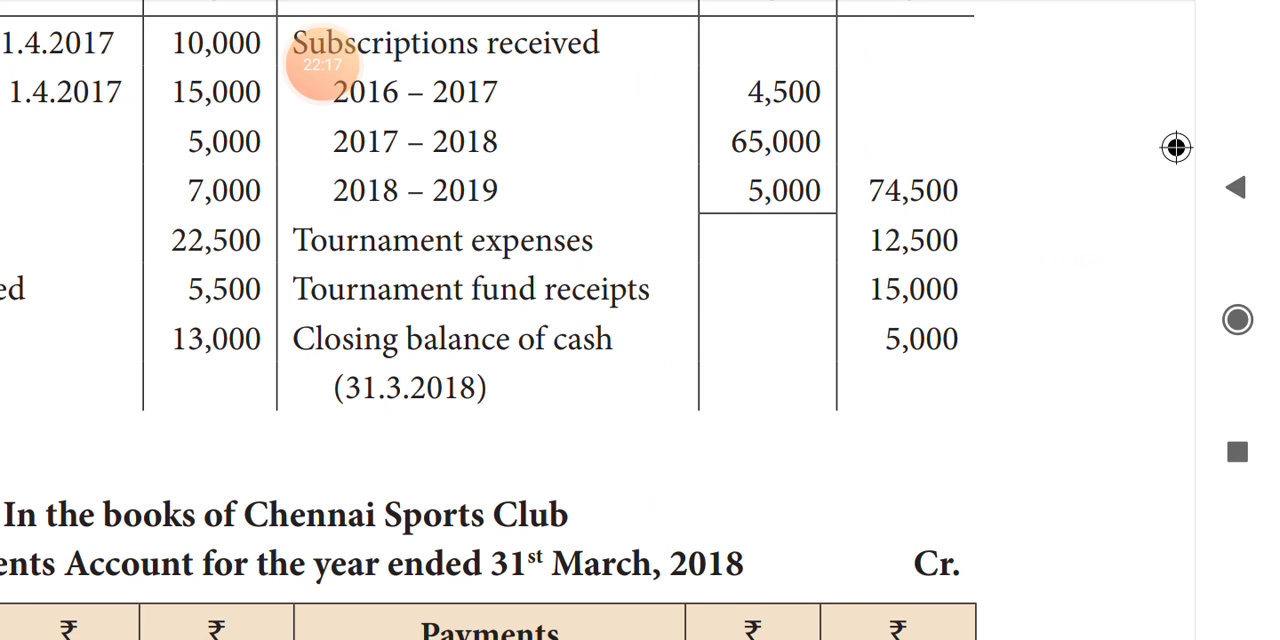 1.4.2017 10,000 Subscriptions received
22:17
1.4.2017 15,000 2016 – 2017 4,500
5,000 2017 – 2018 65,000
7,000 2018 – 2019 5,000 74,500
22,500 Tournament expenses 12,500
ed 5,500 Tournament fund receipts 15,000
13,000 Closing balance of cash 5,000
(31.3.2018)
In the books of Chennai Sports Club
ents Account for the year ended 31st March, 2018 Cr.
₹ ₹ Payments ₹ ₹